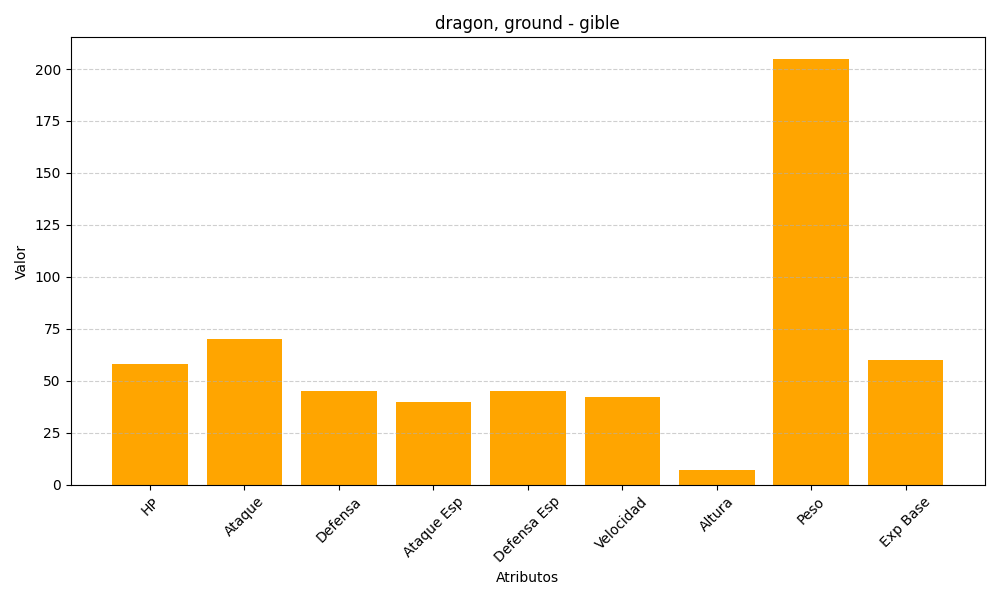 dragon, ground - gible
Valor
200
175
150
125
100
75
50
25
0
HP
Ataque
Defensa
Ataque Esp
Defensa Esp
Velocidad
Altura
Peso
Exp Base
Atributos